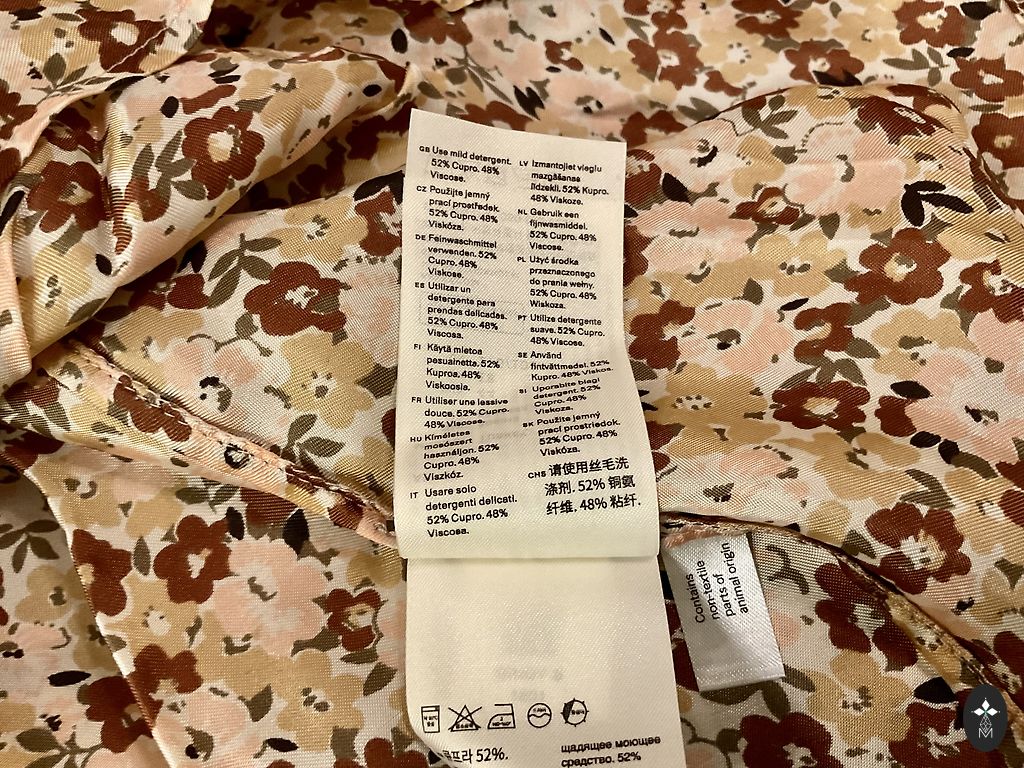 GB Use mild detergent.
52% Cupro. 48%
Viscose.
CZ Použijte jemný
prací prostředek.
52% Cupro. 48%
Viskóza.
DE Feinwaschmittel
verwenden. 52%
Cupro. 48%
Viskose.
ES Utilizar un
detergente para
prendas delicadas.
52% Cupro. 48%
Viscosa.
FI Käytä mietoa
pesuainetta. 52%
Kuproa. 48%
Viskoosia.
FR Utiliser une lessive
douce. 52% Cupro.
48% Viscose.
HU Kíméletes
mosószert
használjon. 52%
Cupro. 48%
Viszkóz.
IT Usare solo
detergenti delicati.
52% Cupro. 48%
Viscosa.
LV Izmantojiet vieglu
mazgāšanas
līdzekli. 52% Kupro.
48% Viskoze.
NL Gebruik een
fijnwasmiddel.
52% Cupro. 48%
Viscose.
PL Użyć środka
przeznaczonego
do prania wełny.
52% Cupro. 48%
Wiskoza.
PT Utilize detergente
suave. 52% Cupro.
48% Viscose.
SE Använd
fintvättmedel. 52%
Kupro. 48% Viskos.
SI Uporabite blagi
detergent. 52%
Cupro. 48%
Viskoza.
SK Použite jemný
prací prostriedok.
52% Cupro. 48%
Viskóza.
CHS 请使用丝毛洗
涤剂. 52% 铜氨
纤维. 48% 粘纤.
Contains
non-textile
parts of
animal origin
프라 52%.
щадящее моющее
средство. 52%
M